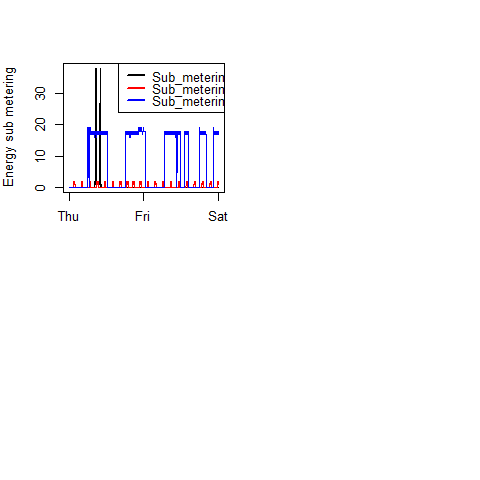 Energy sub metering
30
20
10
0
Sub_meterin
Sub_meterin
Sub_meterin
Thu Fri Sat